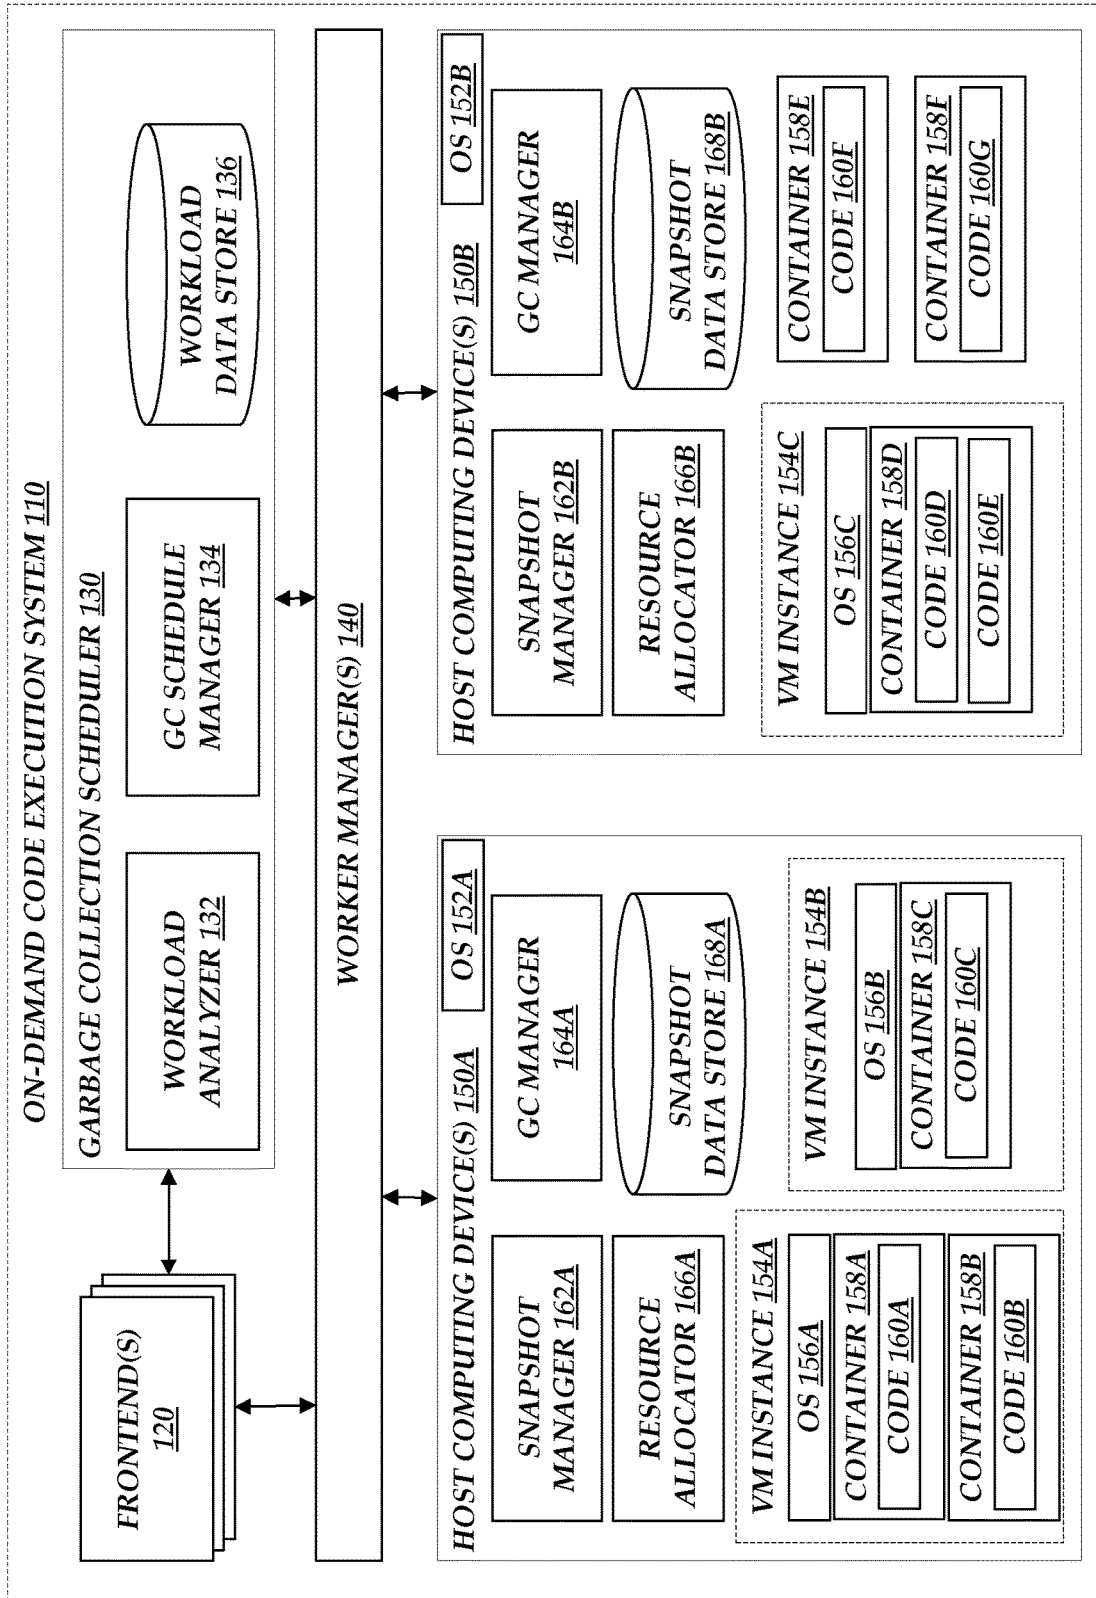 ON-DEMAND CODE EXECUTION SYSTEM 110
FRONTEND(S)
120
GARBAGE COLLECTION SCHEDULER 130
WORKLOAD
ANALYZER 132
GC SCHEDULE
MANAGER 134
WORKLOAD
DATA STORE 136
WORKER MANAGER(S) 140
HOST COMPUTING DEVICE(S) 150A
OS 152A
SNAPSHOT
MANAGER 162A
GC MANAGER
164A
RESOURCE
ALLOCATOR 166A
SNAPSHOT
DATA STORE 168A
VM INSTANCE 154A
OS 156A
CONTAINER 158A
CODE 160A
CONTAINER 158B
CODE 160B
VM INSTANCE 154B
OS 156B
CONTAINER 158C
CODE 160C
HOST COMPUTING DEVICE(S) 150B
OS 152B
SNAPSHOT
MANAGER 162B
GC MANAGER
164B
RESOURCE
ALLOCATOR 166B
SNAPSHOT
DATA STORE 168B
VM INSTANCE 154C
OS 156C
CONTAINER 158D
CODE 160D
CODE 160E
CONTAINER 158E
CODE 160F
CONTAINER 158F
CODE 160G